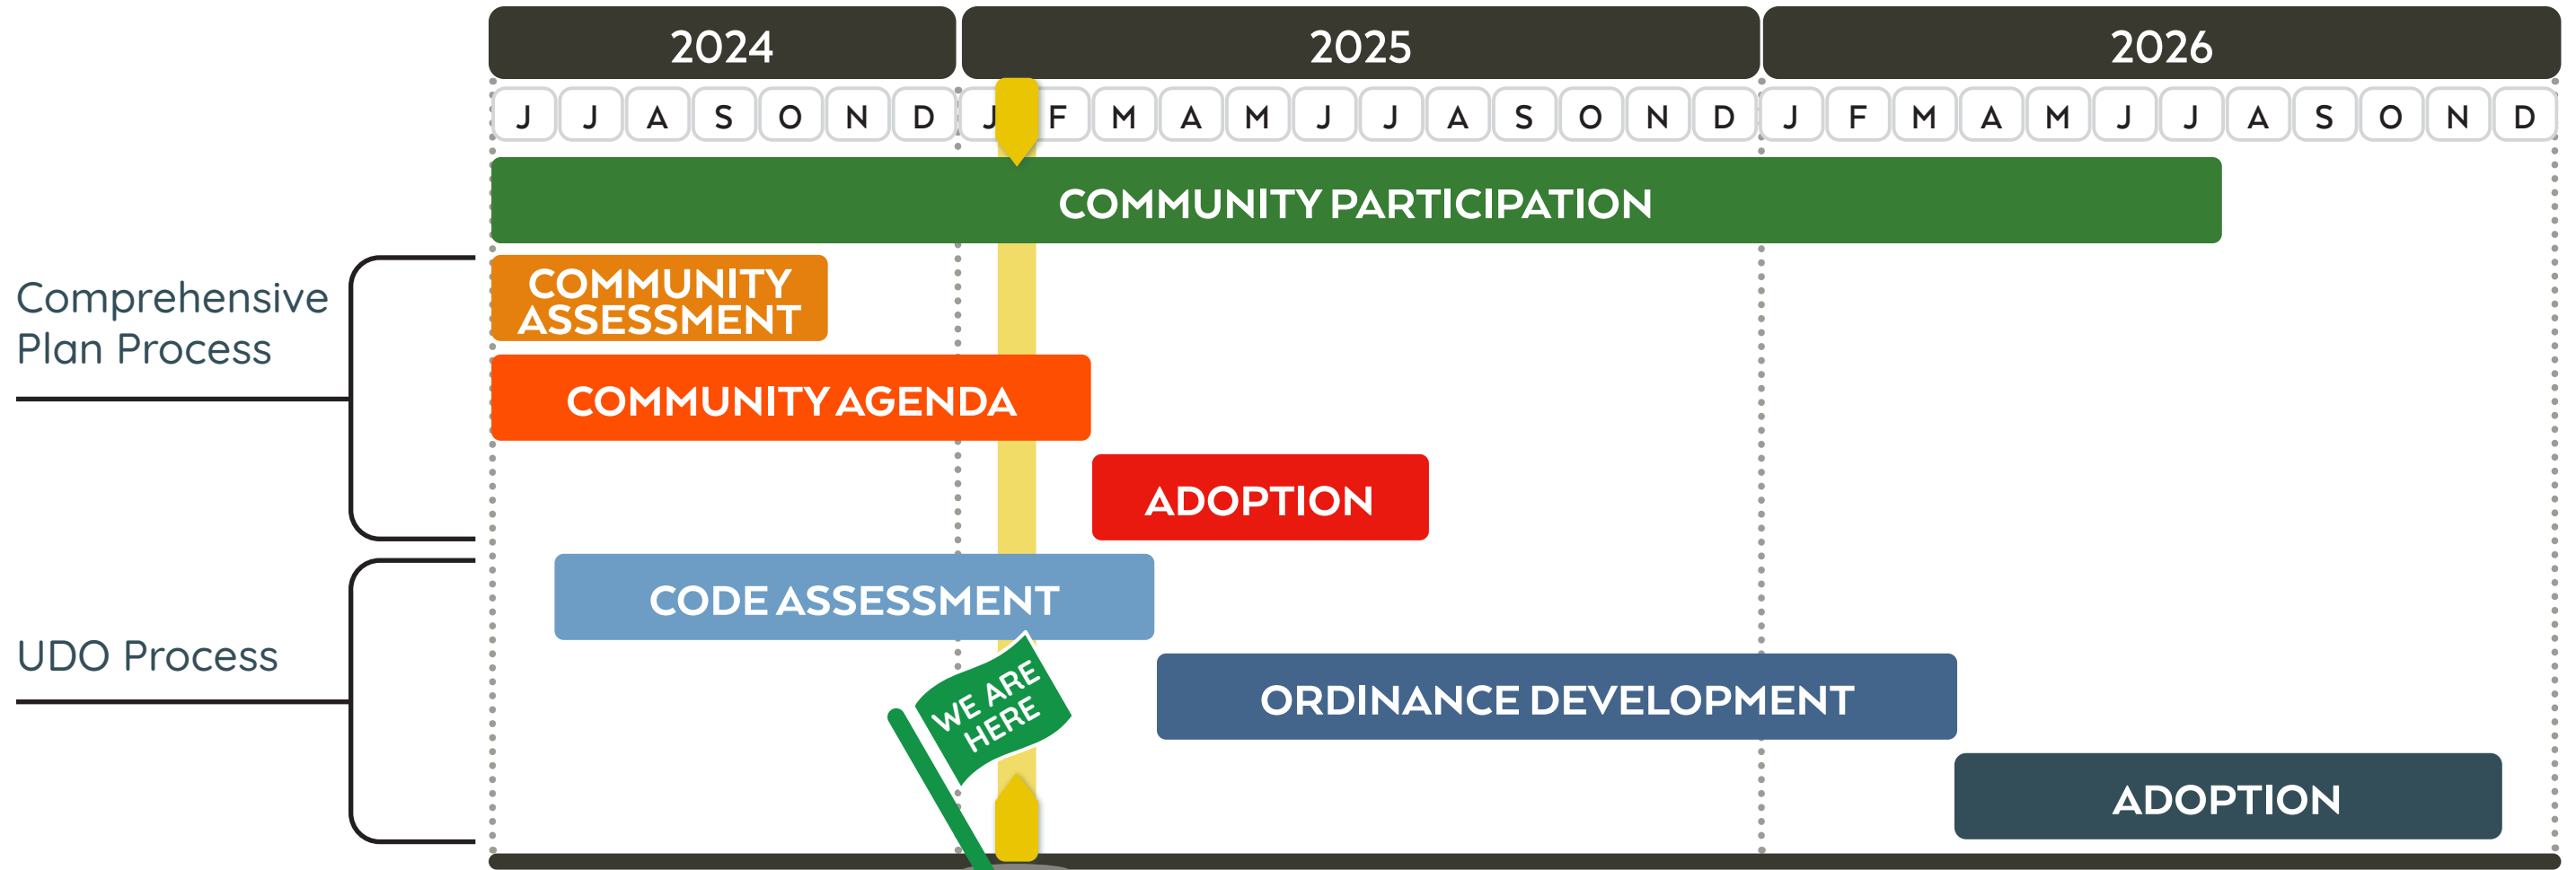 2024 2025 2026
J J A S O N D J F M A M J J A S O N D J F M A M J J A S O N D
COMMUNITY PARTICIPATION
Comprehensive
Plan Process
COMMUNITY
ASSESSMENT
COMMUNITY AGENDA
ADOPTION
UDO Process
CODE ASSESSMENT
WE ARE
HERE
ORDINANCE DEVELOPMENT
ADOPTION